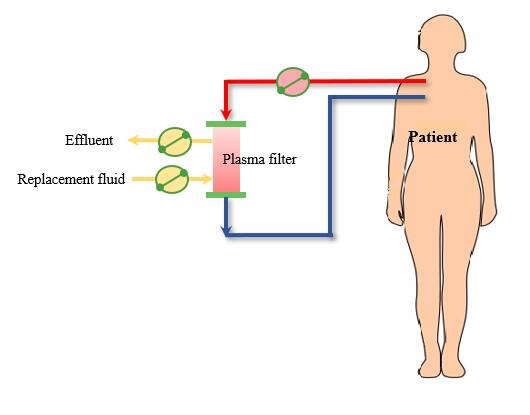 Effluent
Replacement fluid
Plasma filter
Patient